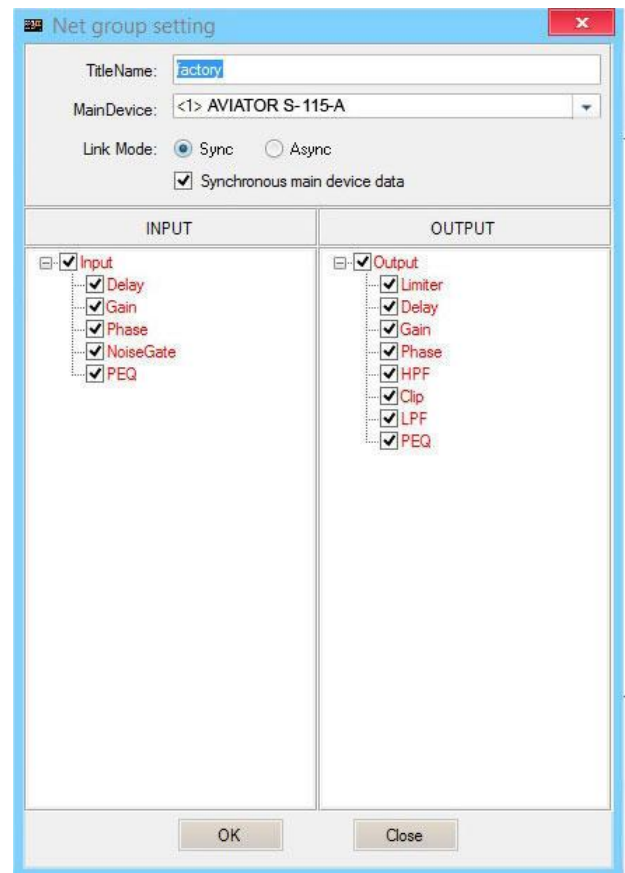 Net group setting
TitleName: factory
MainDevice: <1> AVIATOR S-115-A
Link Mode: Sync Async
Synchronous main device data
INPUT OUTPUT
Input
Delay
Gain
Phase
NoiseGate
PEQ
Output
Limiter
Delay
Gain
Phase
HPF
Clip
LPF
PEQ
OK Close